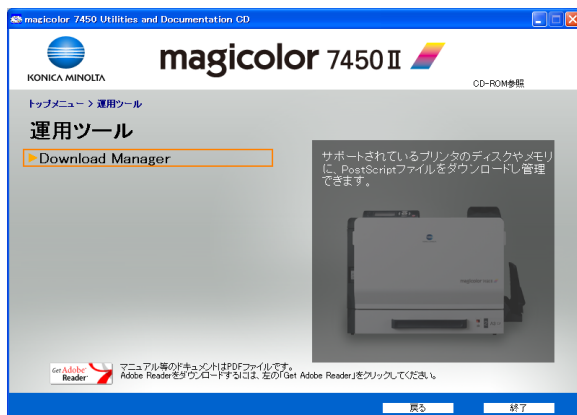 magicolor 7450 Utilities and Documentation CD
KONICA MINOLTA
magicolor 7450 II
CD-ROM参照
トップメニュー > 運用ツール
運用ツール
Download Manager
サポートされているプリンタのディスクやメモリ
に、PostScriptファイルをダウンロードし管理
できます。
magicolor 7450 II
Get Adobe
Reader
マニュアル等のドキュメントはPDFファイルです。
Adobe Readerをダウンロードするには、左の「Get Adobe Reader」をクリックしてください。
戻る
終了